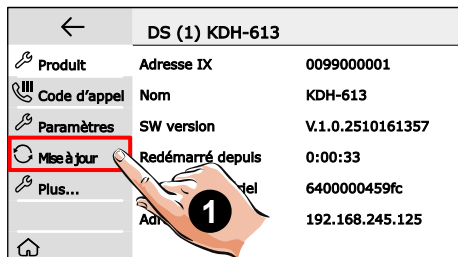 DS (1) KDH-613
Produit
Adresse IX 0099000001
Code d'appel
Nom KDH-613
Paramètres
SW version V.1.0.2510161357
Mise à jour
Redémarré depuis 0:00:33
Plus...
6400000459fc
1
192.168.245.125